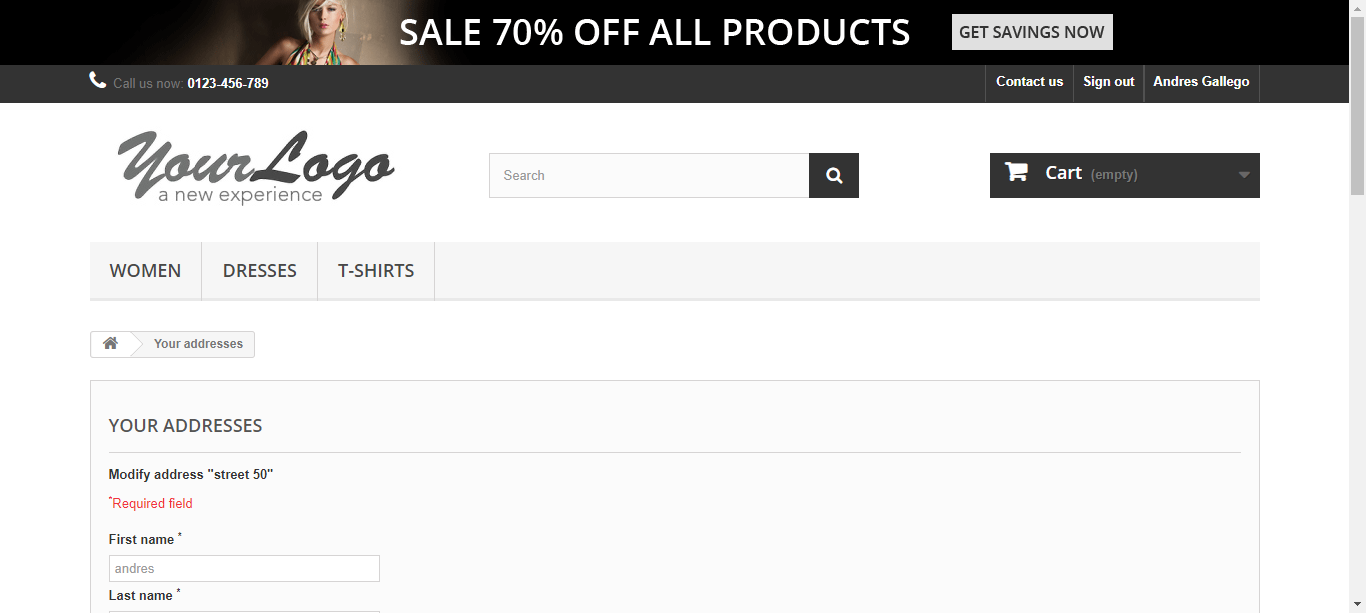 SALE 70% OFF ALL PRODUCTS GET SAVINGS NOW
Call us now: 0123-456-789 Contact us Sign out Andres Gallego
YourLogo
a new experience
Search
Cart (empty)
WOMEN DRESSES T-SHIRTS
Your addresses
YOUR ADDRESSES
Modify address "street 50"
*Required field
First name *
andres
Last name *